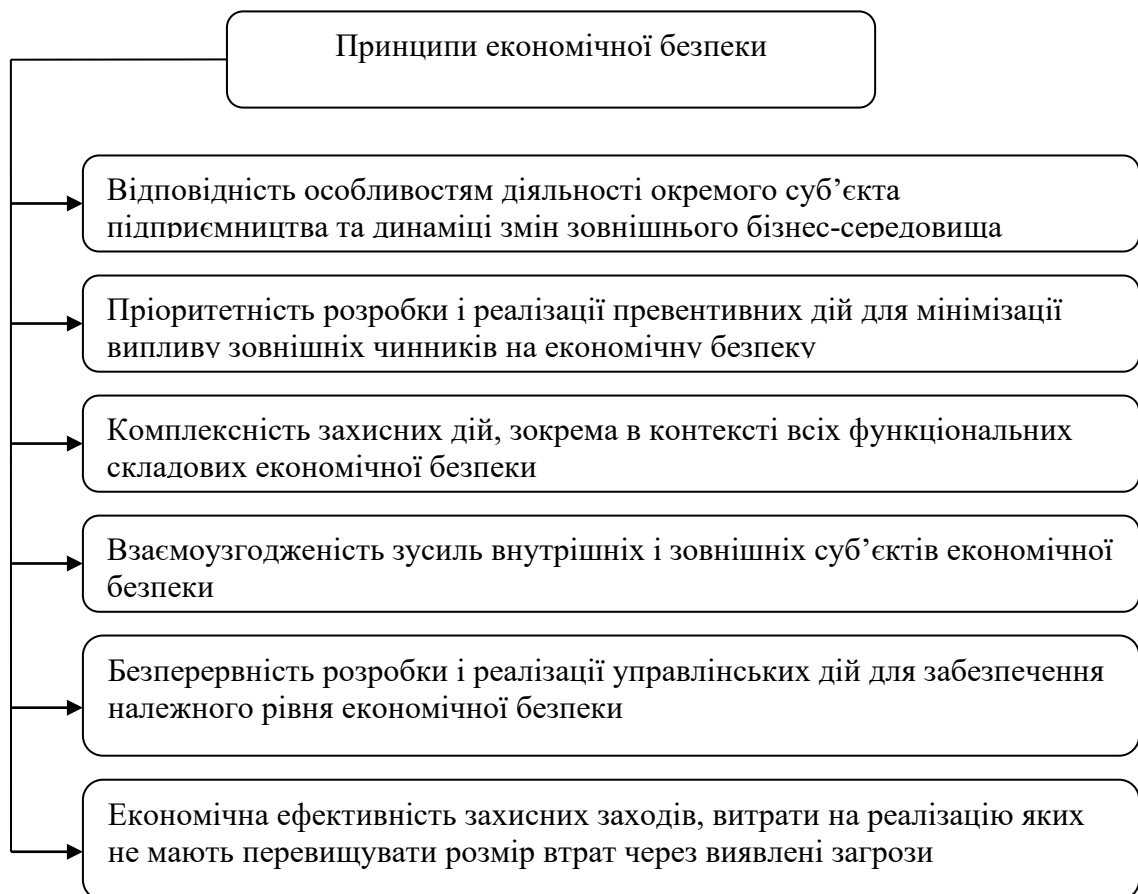 Принципи економічної безпеки
Відповідність особливостям діяльності окремого суб’єкта
підприємництва та динаміці змін зовнішнього бізнес-середовища
Пріоритетність розробки і реалізації превентивних дій для мінімізації
випливу зовнішніх чинників на економічну безпеку
Комплексність захисних дій, зокрема в контексті всіх функціональних
складових економічної безпеки
Взаємоузгодженість зусиль внутрішніх і зовнішніх суб’єктів економічної
безпеки
Безперервність розробки і реалізації управлінських дій для забезпечення
належного рівня економічної безпеки
Економічна ефективність захисних заходів, витрати на реалізацію яких
не мають перевищувати розмір втрат через виявлені загрози